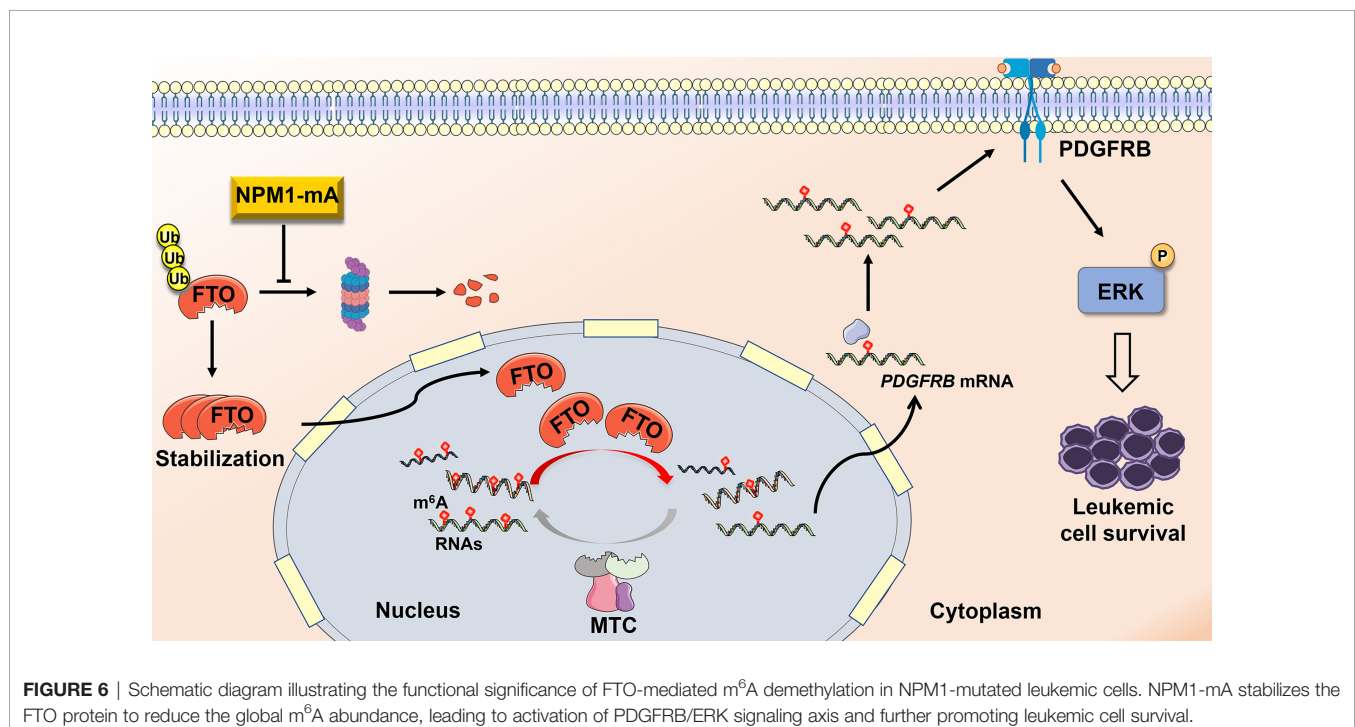 PDGFRB
NPM1-mA
Ub
Ub
Ub
FTO
P
ERK
PDGFRB mRNA
FTO
FTO
FTO
FTO
Stabilization
m⁶A
RNAs
Leukemic
cell survival
Nucleus
MTC
Cytoplasm
FIGURE 6 | Schematic diagram illustrating the functional significance of FTO-mediated m⁶A demethylation in NPM1-mutated leukemic cells. NPM1-mA stabilizes the
FTO protein to reduce the global m⁶A abundance, leading to activation of PDGFRB/ERK signaling axis and further promoting leukemic cell survival.